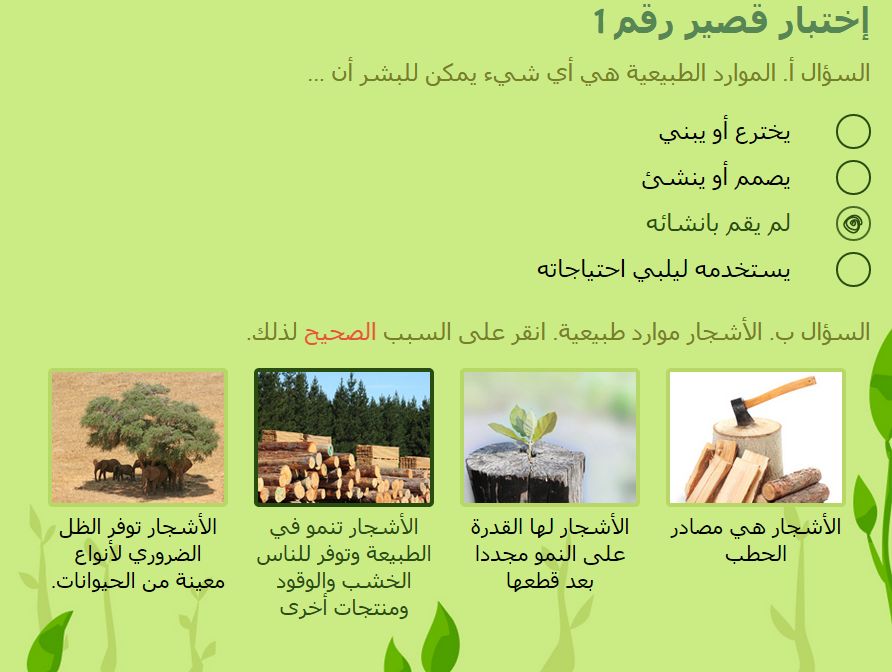 إختبار قصير رقم 1
السؤال أ. الموارد الطبيعية هي أي شيء يمكن للبشر أن ...
يخترع أو يبني
يصمم أو ينشئ
لم يقم بانشائه
يستخدمه ليلبي احتياجاته
السؤال ب. الأشجار موارد طبيعية. انقر على السبب الصحيح لذلك.
الأشجار هي مصادر
الحطب
الأشجار لها القدرة
على النمو مجددا
بعد قطعها
الأشجار تنمو في
الطبيعة وتوفر للناس
الخشب والوقود
ومنتجات أخرى
الأشجار توفر الظل
الضروري لأنواع
معينة من الحيوانات.